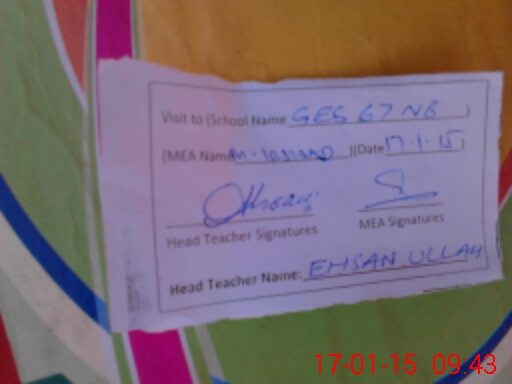 Visit to (School Name GES 67 NB )
(MEA Name M. )(Date 17.1.15)
Head Teacher Signatures MEA Signatures
Head Teacher Name: EHSAN ULLAH
17-01-15 09:43